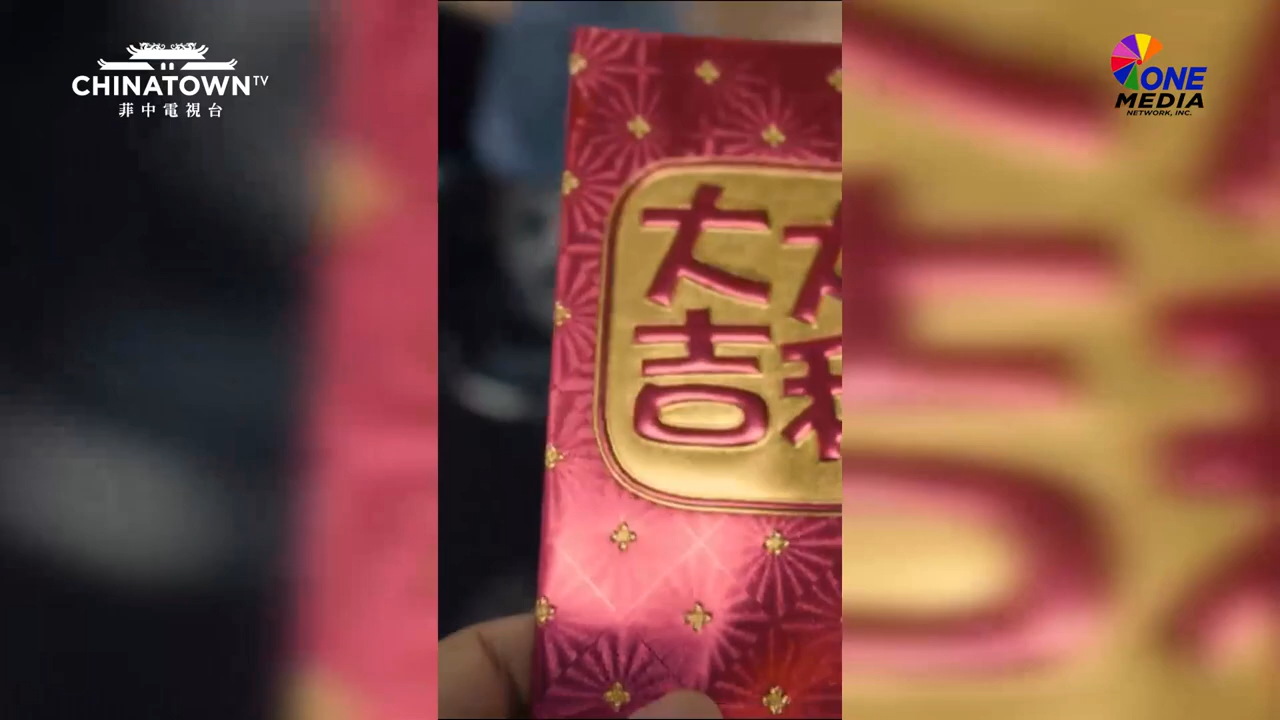 CHINATOWN TV
菲中電視台
ONE
MEDIA
NETWORK, INC.
大
吉